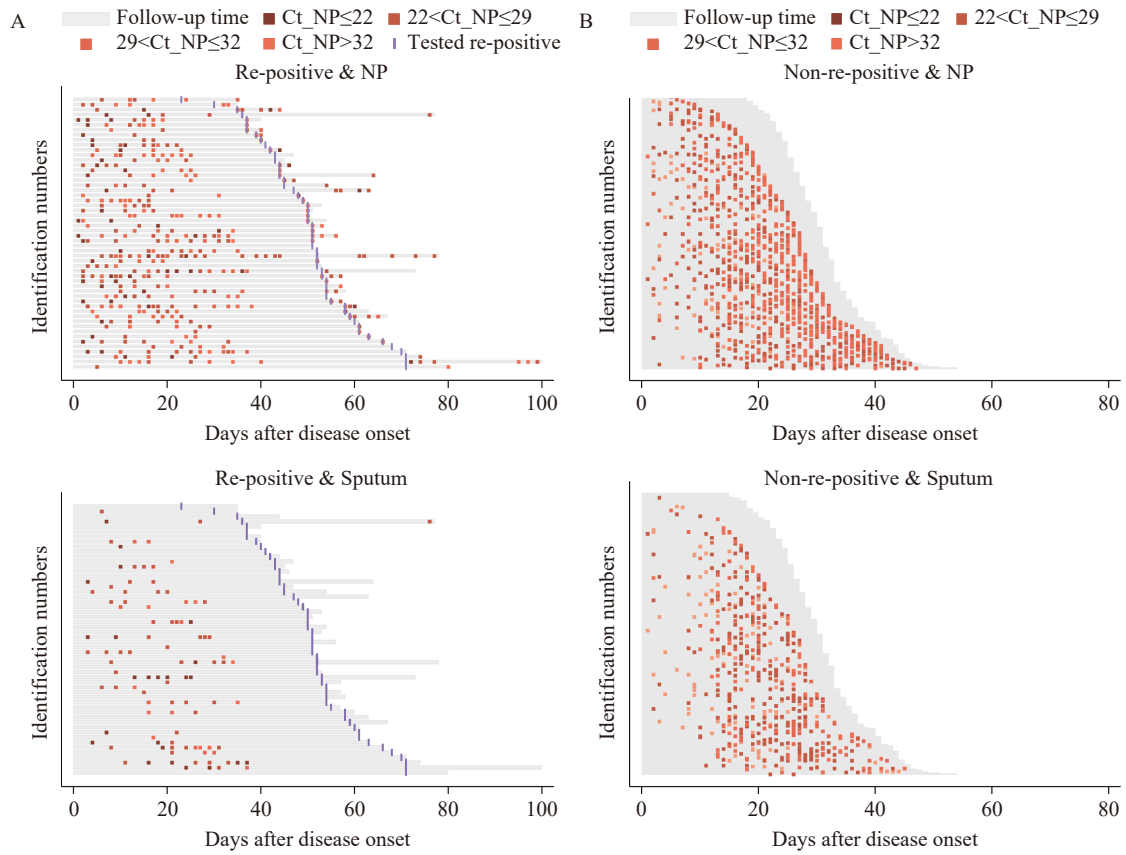 A
Follow-up time Ct_NP≤22 22<Ct_NP≤29
29<Ct_NP≤32 Ct_NP>32 Tested re-positive
Re-positive & NP
Identification numbers
0 20 40 60 80 100
Days after disease onset
Re-positive & Sputum
Identification numbers
0 20 40 60 80 100
Days after disease onset
B
Follow-up time Ct_NP≤22 22<Ct_NP≤29
29<Ct_NP≤32 Ct_NP>32
Non-re-positive & NP
Identification numbers
0 20 40 60 80
Days after disease onset
Non-re-positive & Sputum
Identification numbers
0 20 40 60 80
Days after disease onset